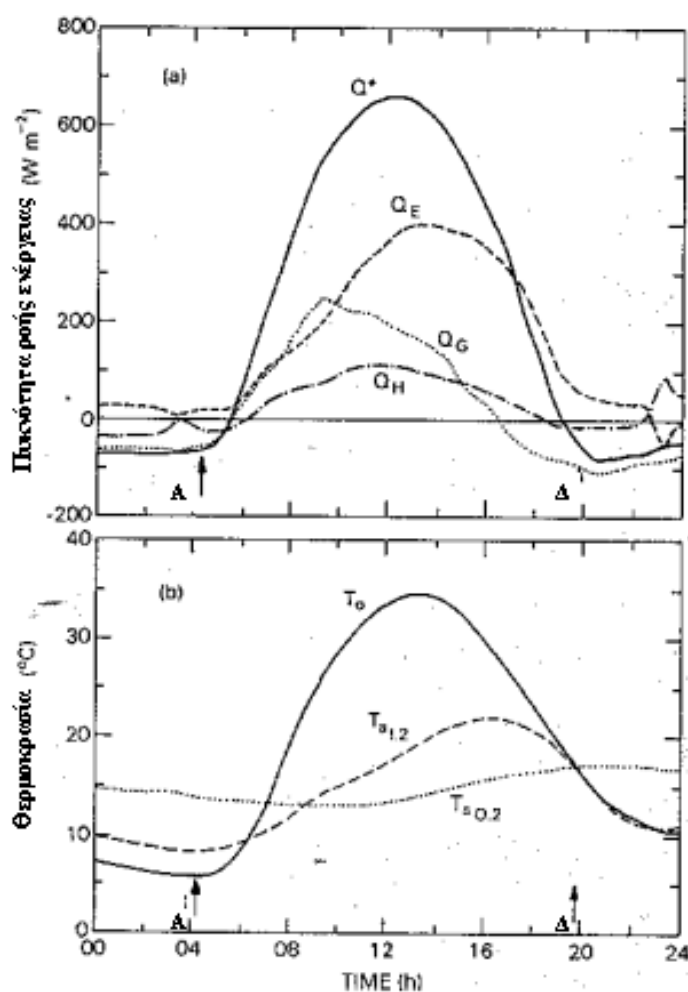 800
(a)
Q*
600
Πυκνότητα ροής ενέργειας (W m⁻²)
Q_E
400
200
Q_G
Q_H
0
Α
Δ
-200
40
(b)
T_o
30
Θερμοκρασία (°C)
T_a1.2
20
T_s0.2
10
Α
Δ
0
00 04 08 12 16 20 24
TIME (h)